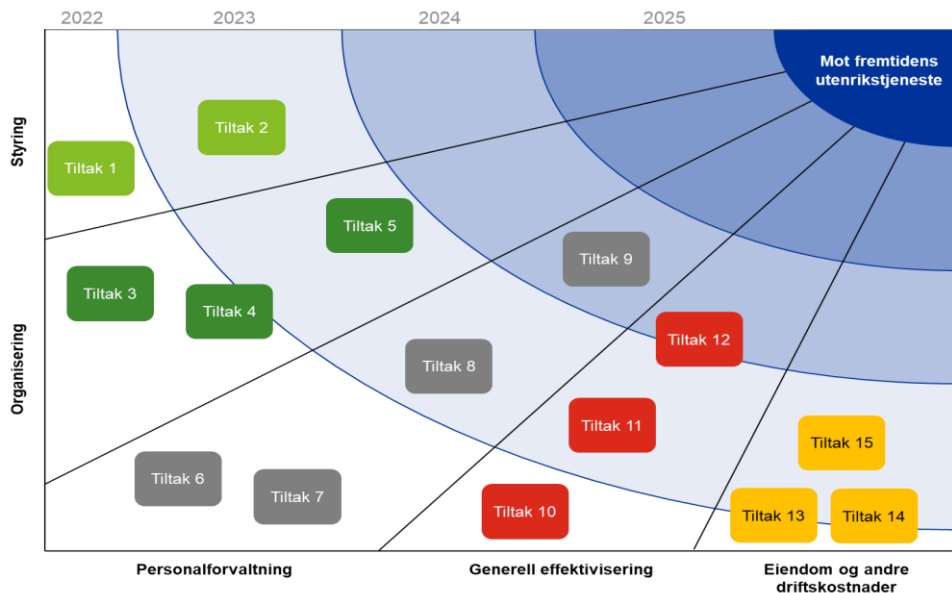 2022
2023
2024
2025
Mot fremtidens
utenrikstjeneste
Styring
Tiltak 2
Tiltak 1
Tiltak 5
Tiltak 9
Tiltak 3
Tiltak 4
Organisering
Tiltak 12
Tiltak 8
Tiltak 11
Tiltak 15
Tiltak 6
Tiltak 7
Tiltak 10
Tiltak 13
Tiltak 14
Personalforvaltning
Generell effektivisering
Eiendom og andre
driftskostnader